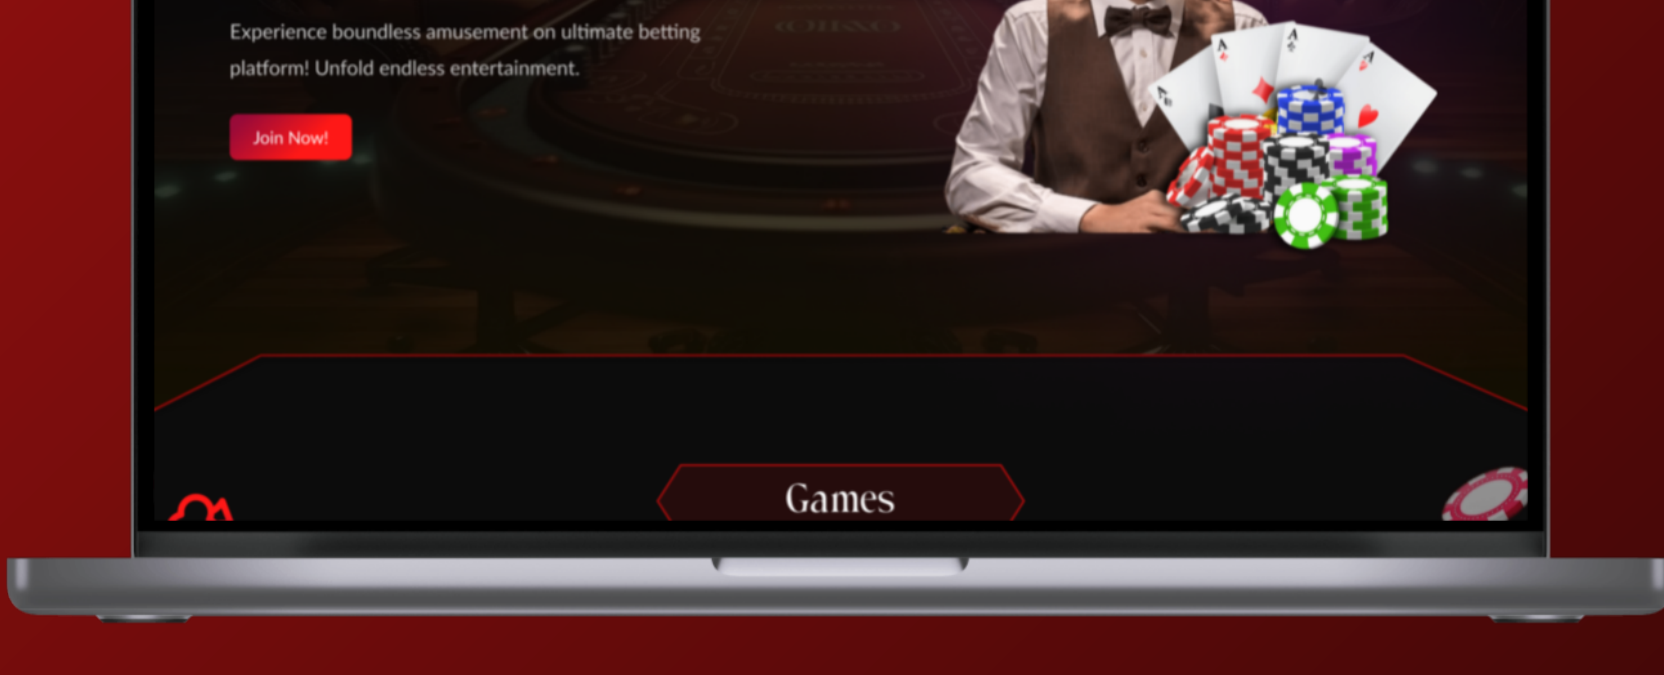 Experience boundless amusement on ultimate betting
platform! Unfold endless entertainment.
Join Now!
A
A
A
A
Games